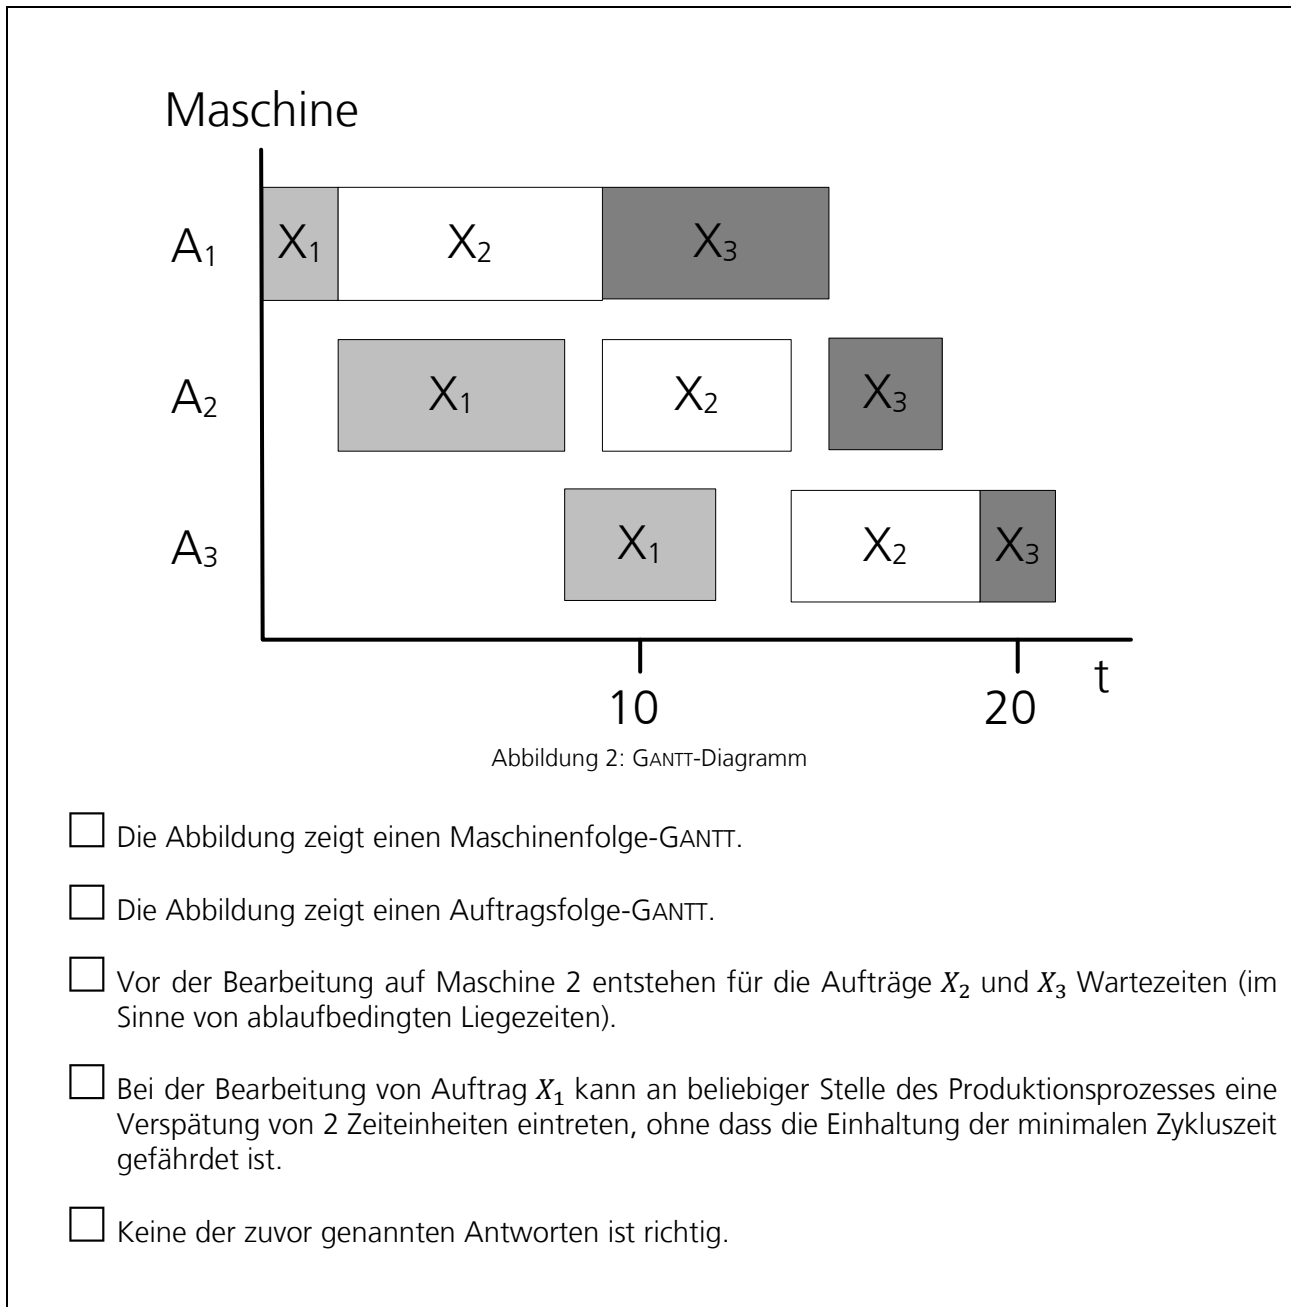 Maschine
A₁ X₁ X₂ X₃
A₂ X₁ X₂ X₃
A₃ X₁ X₂ X₃
10 20 t
Abbildung 2: GANTT-Diagramm
Die Abbildung zeigt einen Maschinenfolge-GANTT.
Die Abbildung zeigt einen Auftragsfolge-GANTT.
Vor der Bearbeitung auf Maschine 2 entstehen für die Aufträge X₂ und X₃ Wartezeiten (im
Sinne von ablaufbedingten Liegezeiten).
Bei der Bearbeitung von Auftrag X₁ kann an beliebiger Stelle des Produktionsprozesses eine
Verspätung von 2 Zeiteinheiten eintreten, ohne dass die Einhaltung der minimalen Zykluszeit
gefährdet ist.
Keine der zuvor genannten Antworten ist richtig.